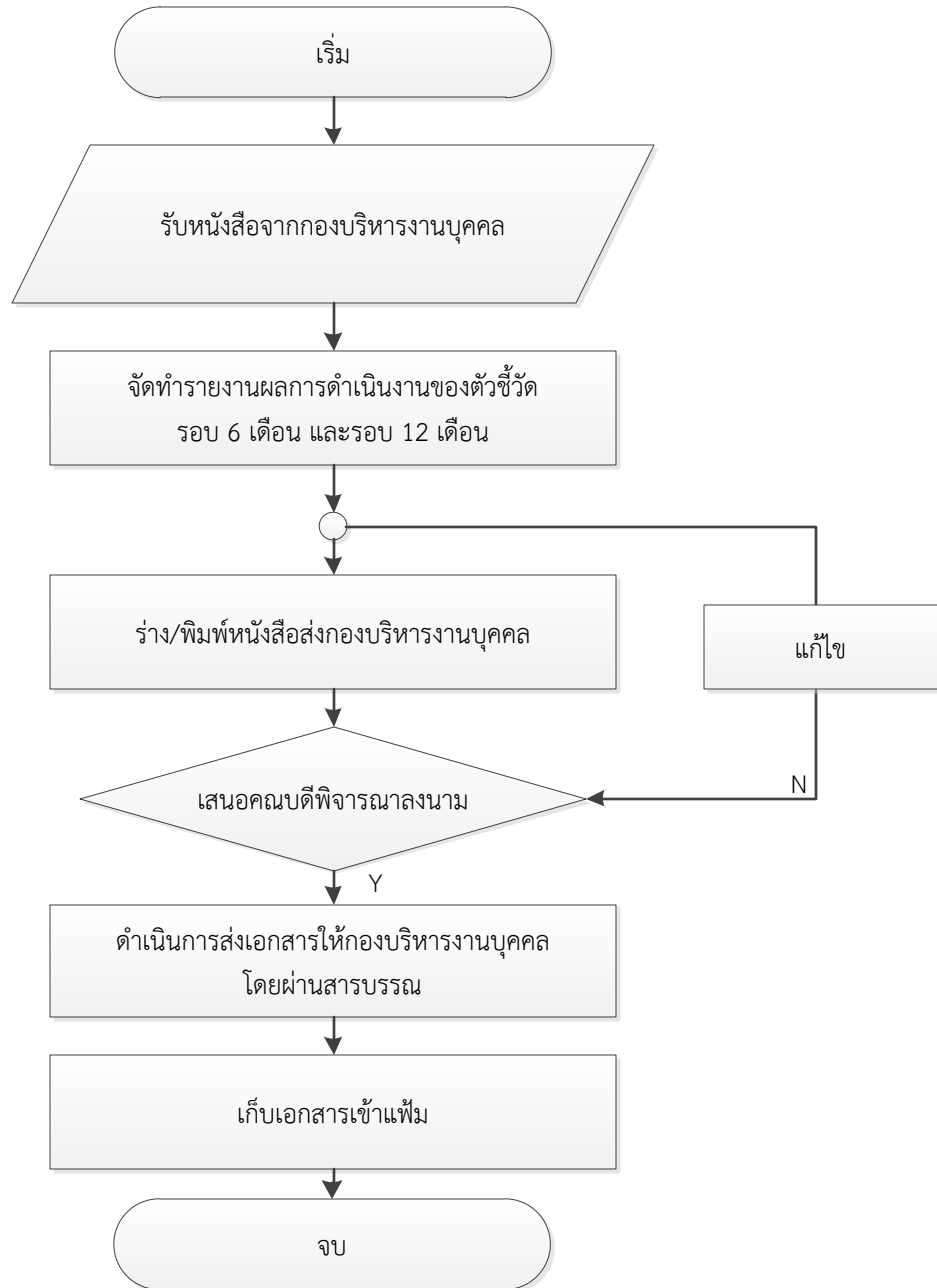 เริ่ม
รับหนังสือจากกองบริหารงานบุคคล
จัดทำรายงานผลการดำเนินงานของตัวชี้วัด
รอบ 6 เดือน และรอบ 12 เดือน
ร่าง/พิมพ์หนังสือส่งกองบริหารงานบุคคล
แก้ไข
เสนอคณบดีพิจารณาลงนาม
N
Y
ดำเนินการส่งเอกสารให้กองบริหารงานบุคคล
โดยผ่านสารบรรณ
เก็บเอกสารเข้าแฟ้ม
จบ